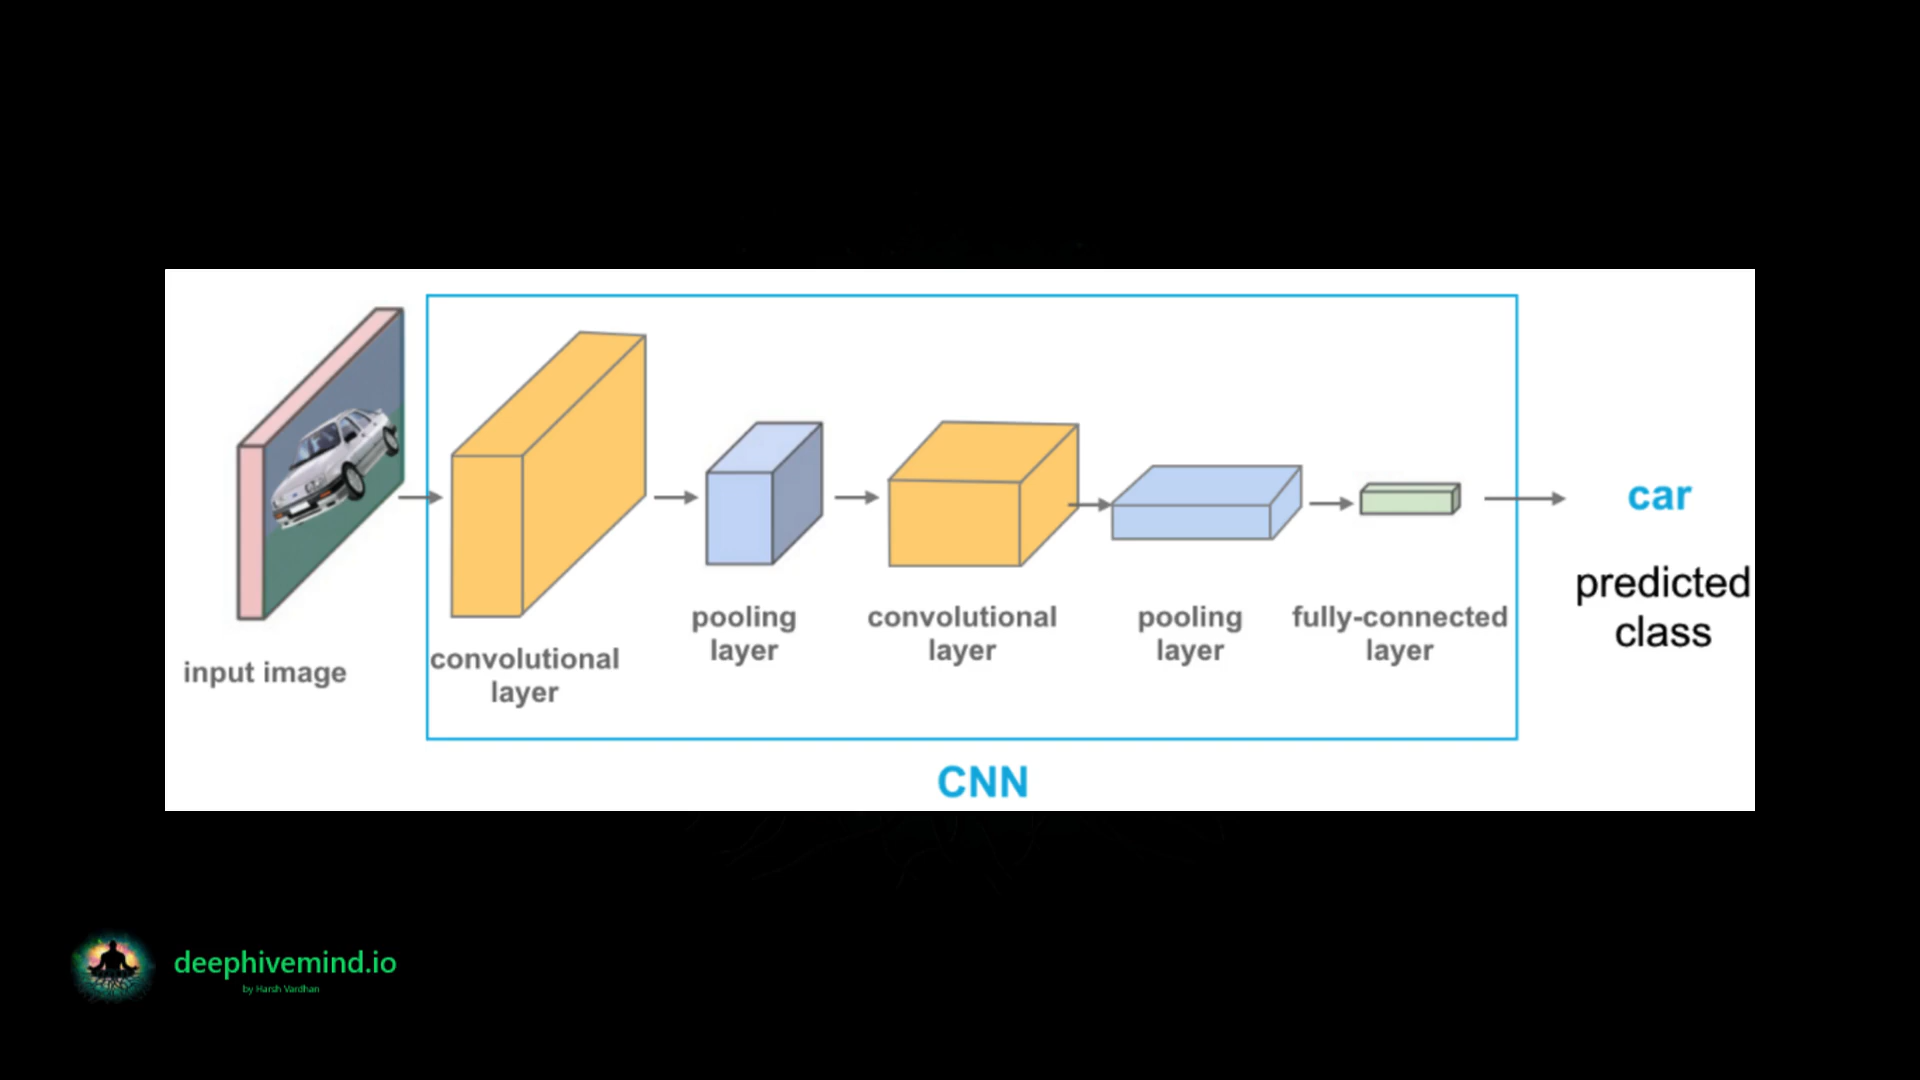 input image
convolutional
layer
pooling
layer
convolutional
layer
pooling
layer
fully-connected
layer
car
predicted
class
CNN
deephivemind.io
by Harsh Vardhan